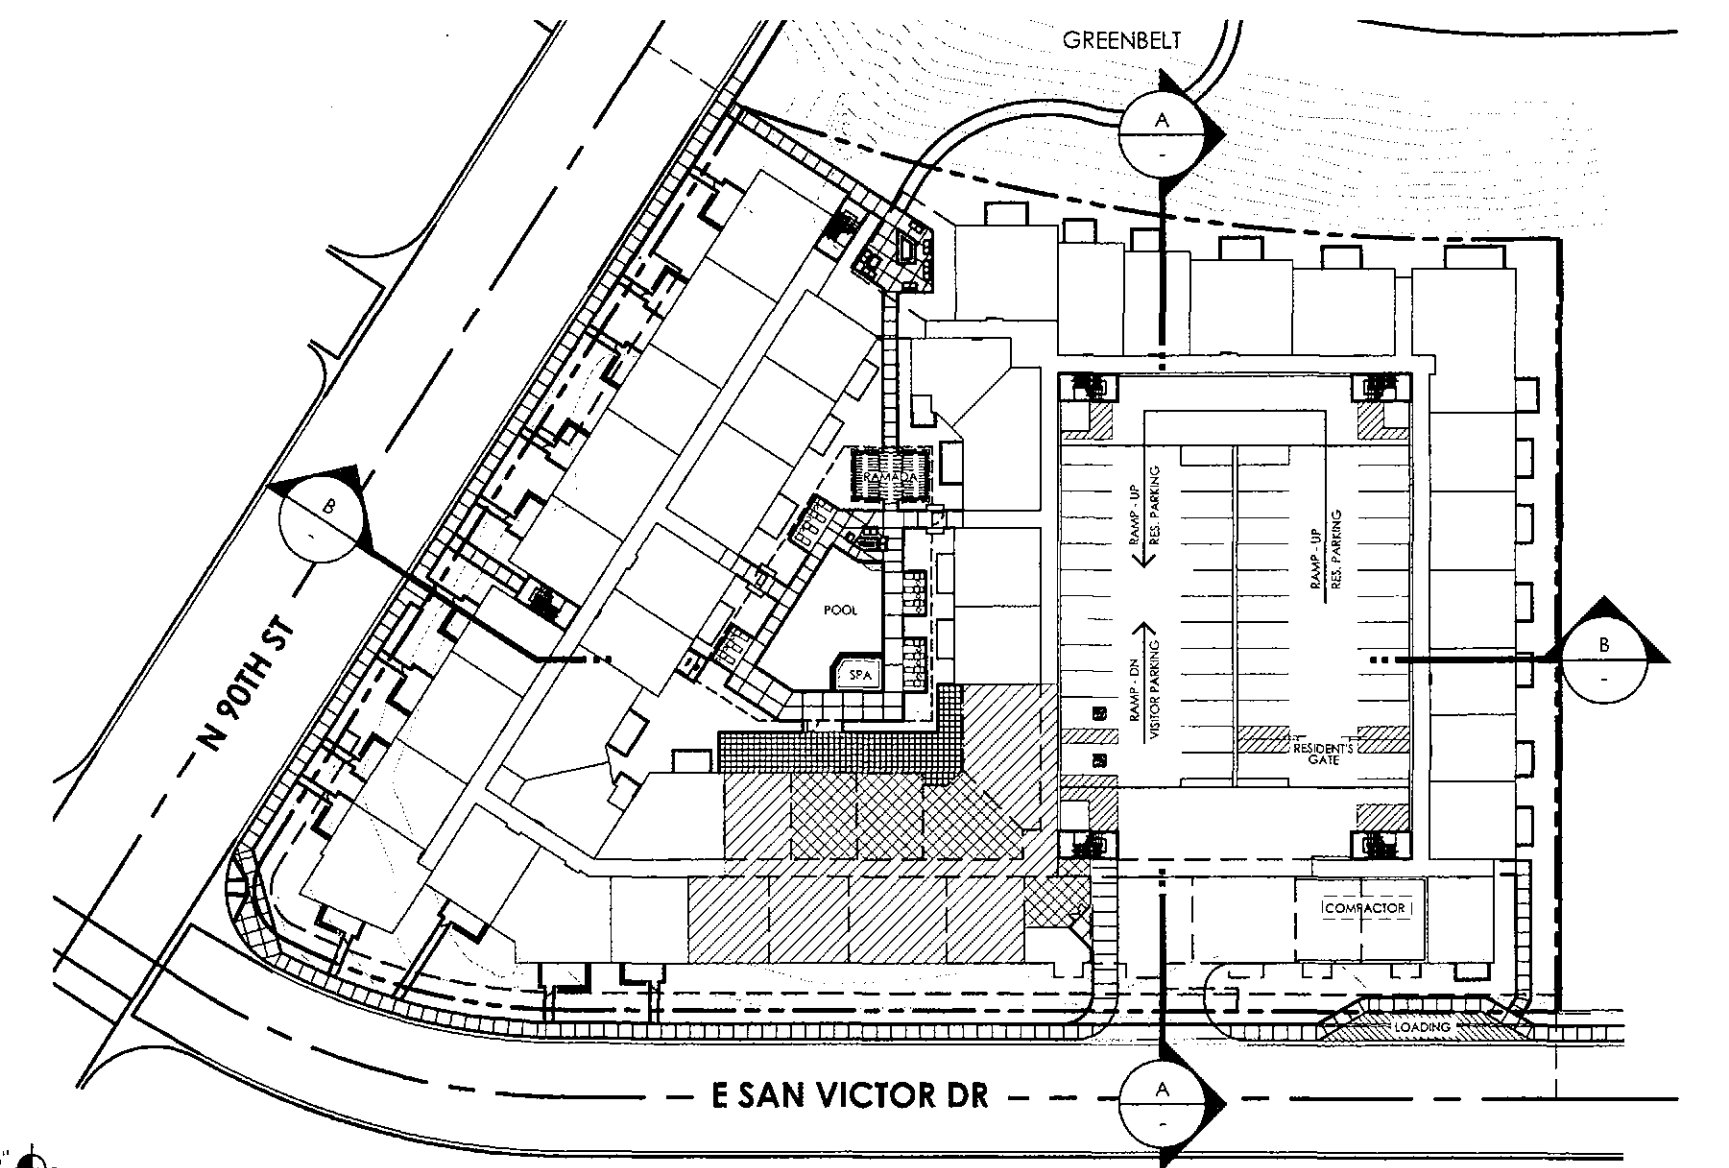 GREENBELT
A
-
RAMADA
B
-
RAMP - UP
RES. PARKING
RAMP - UP
RES. PARKING
POOL
SPA
N 90TH ST
RAMP - DN
VISITOR PARKING
B
-
RESIDENT'S
GATE
COMPACTOR
LOADING
E SAN VICTOR DR
A
-